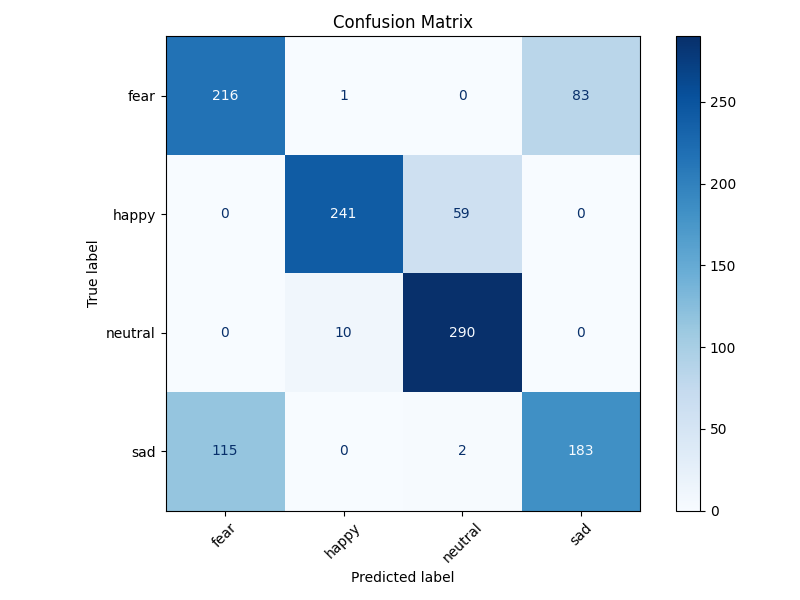 Confusion Matrix
fear 216 1 0 83
happy 0 241 59 0
neutral 0 10 290 0
sad 115 0 2 183
fear happy neutral sad
Predicted label
True label
250
200
150
100
50
0